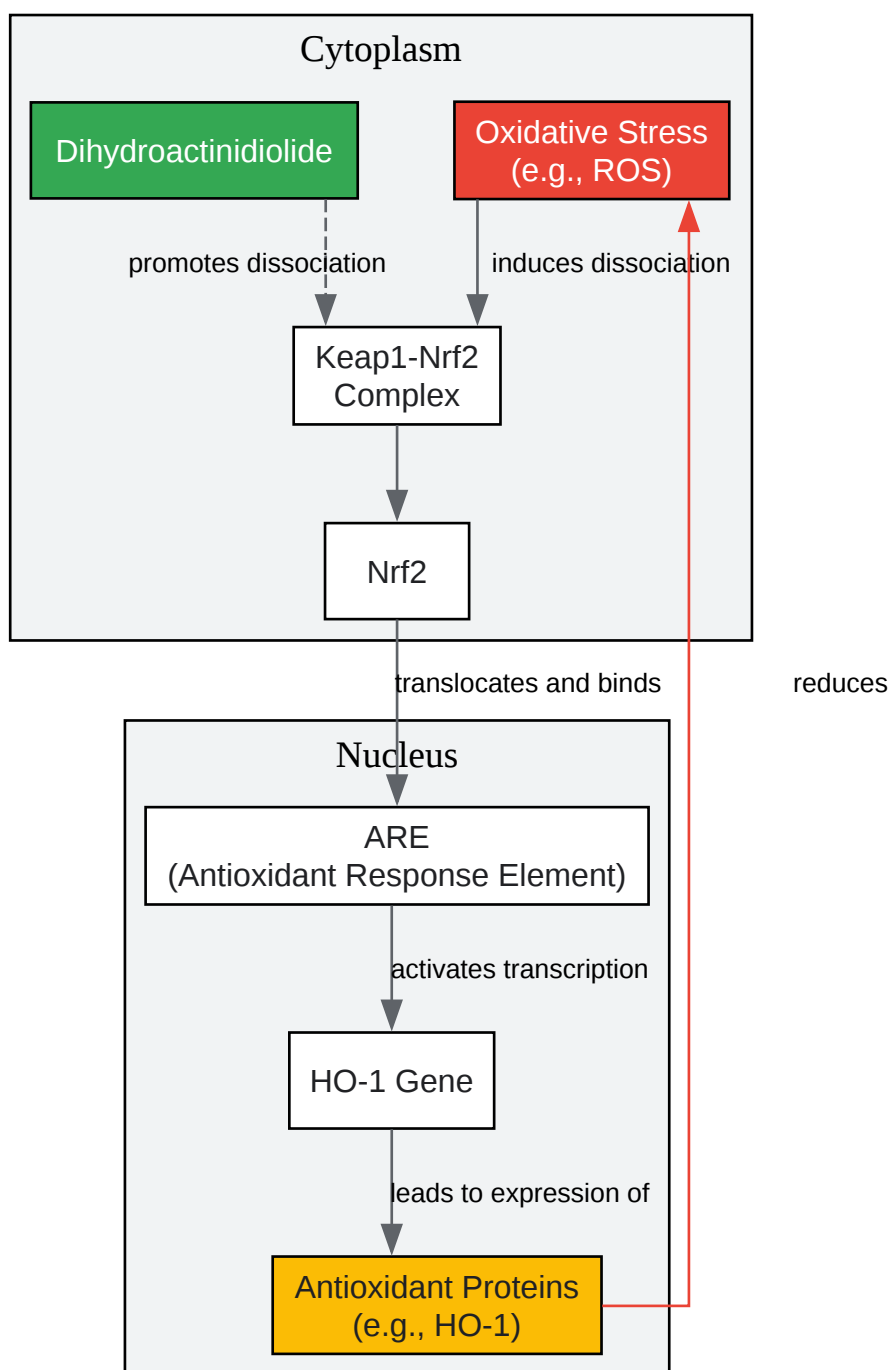 Cytoplasm
Dihydroactinidiolide
Oxidative Stress
(e.g., ROS)
promotes dissociation
induces dissociation
Keap1-Nrf2
Complex
Nrf2
translocates and binds
reduces
Nucleus
ARE
(Antioxidant Response Element)
activates transcription
HO-1 Gene
leads to expression of
Antioxidant Proteins
(e.g., HO-1)